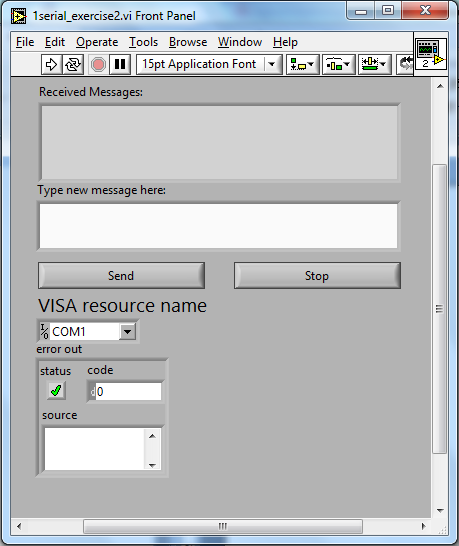 1serial_exercise2.vi Front Panel
File Edit Operate Tools Browse Window Help
15pt Application Font
2
Received Messages:
Type new message here:
Send Stop
VISA resource name
I/O COM1
error out
status code
d 0
source